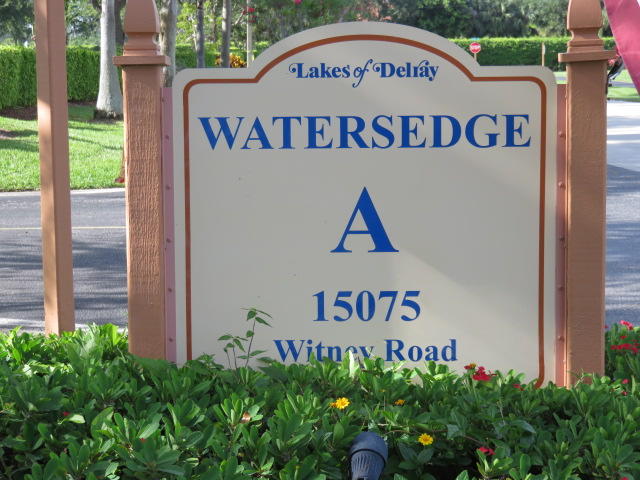 Lakes of Delray
WATERSEDGE
A
15075
Witney Road